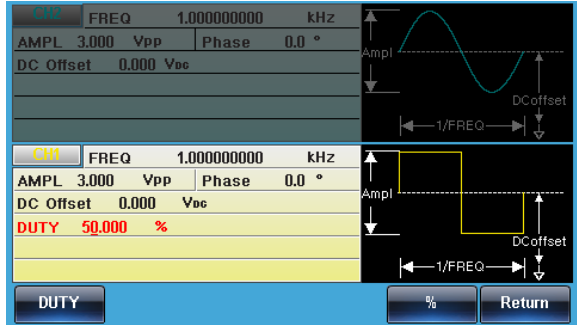 CH2 FREQ 1.000000000 kHz
AMPL 3.000 Vpp Phase 0.0 °
DC Offset 0.000 VDC
Ampl
DCoffset
1/FREQ
CH1 FREQ 1.000000000 kHz
AMPL 3.000 Vpp Phase 0.0 °
DC Offset 0.000 VDC
DUTY 50.000 %
Ampl
DCoffset
1/FREQ
DUTY % Return